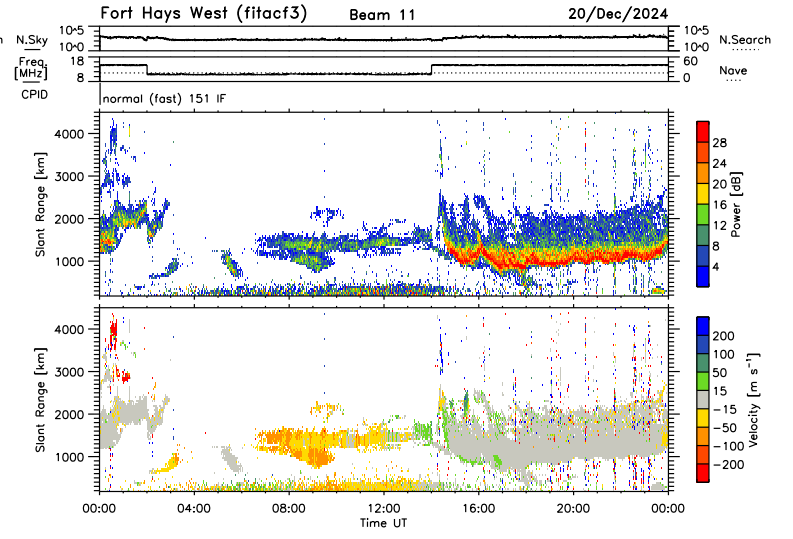 Fort Hays West (fitacf3) Beam 11 20/Dec/2024
N.Sky 10^5 10^0 10^5 10^0 N.Search
Freq. [MHz] 18 8 60 0 Nave
CPID normal (fast) 151 IF
Slant Range [km] 4000 3000 2000 1000
Power [dB] 28 24 20 16 12 8 4
Slant Range [km] 4000 3000 2000 1000
Velocity [m s⁻¹] 200 100 50 15 −15 −50 −100 −200
00:00 04:00 08:00 12:00 16:00 20:00 00:00
Time UT